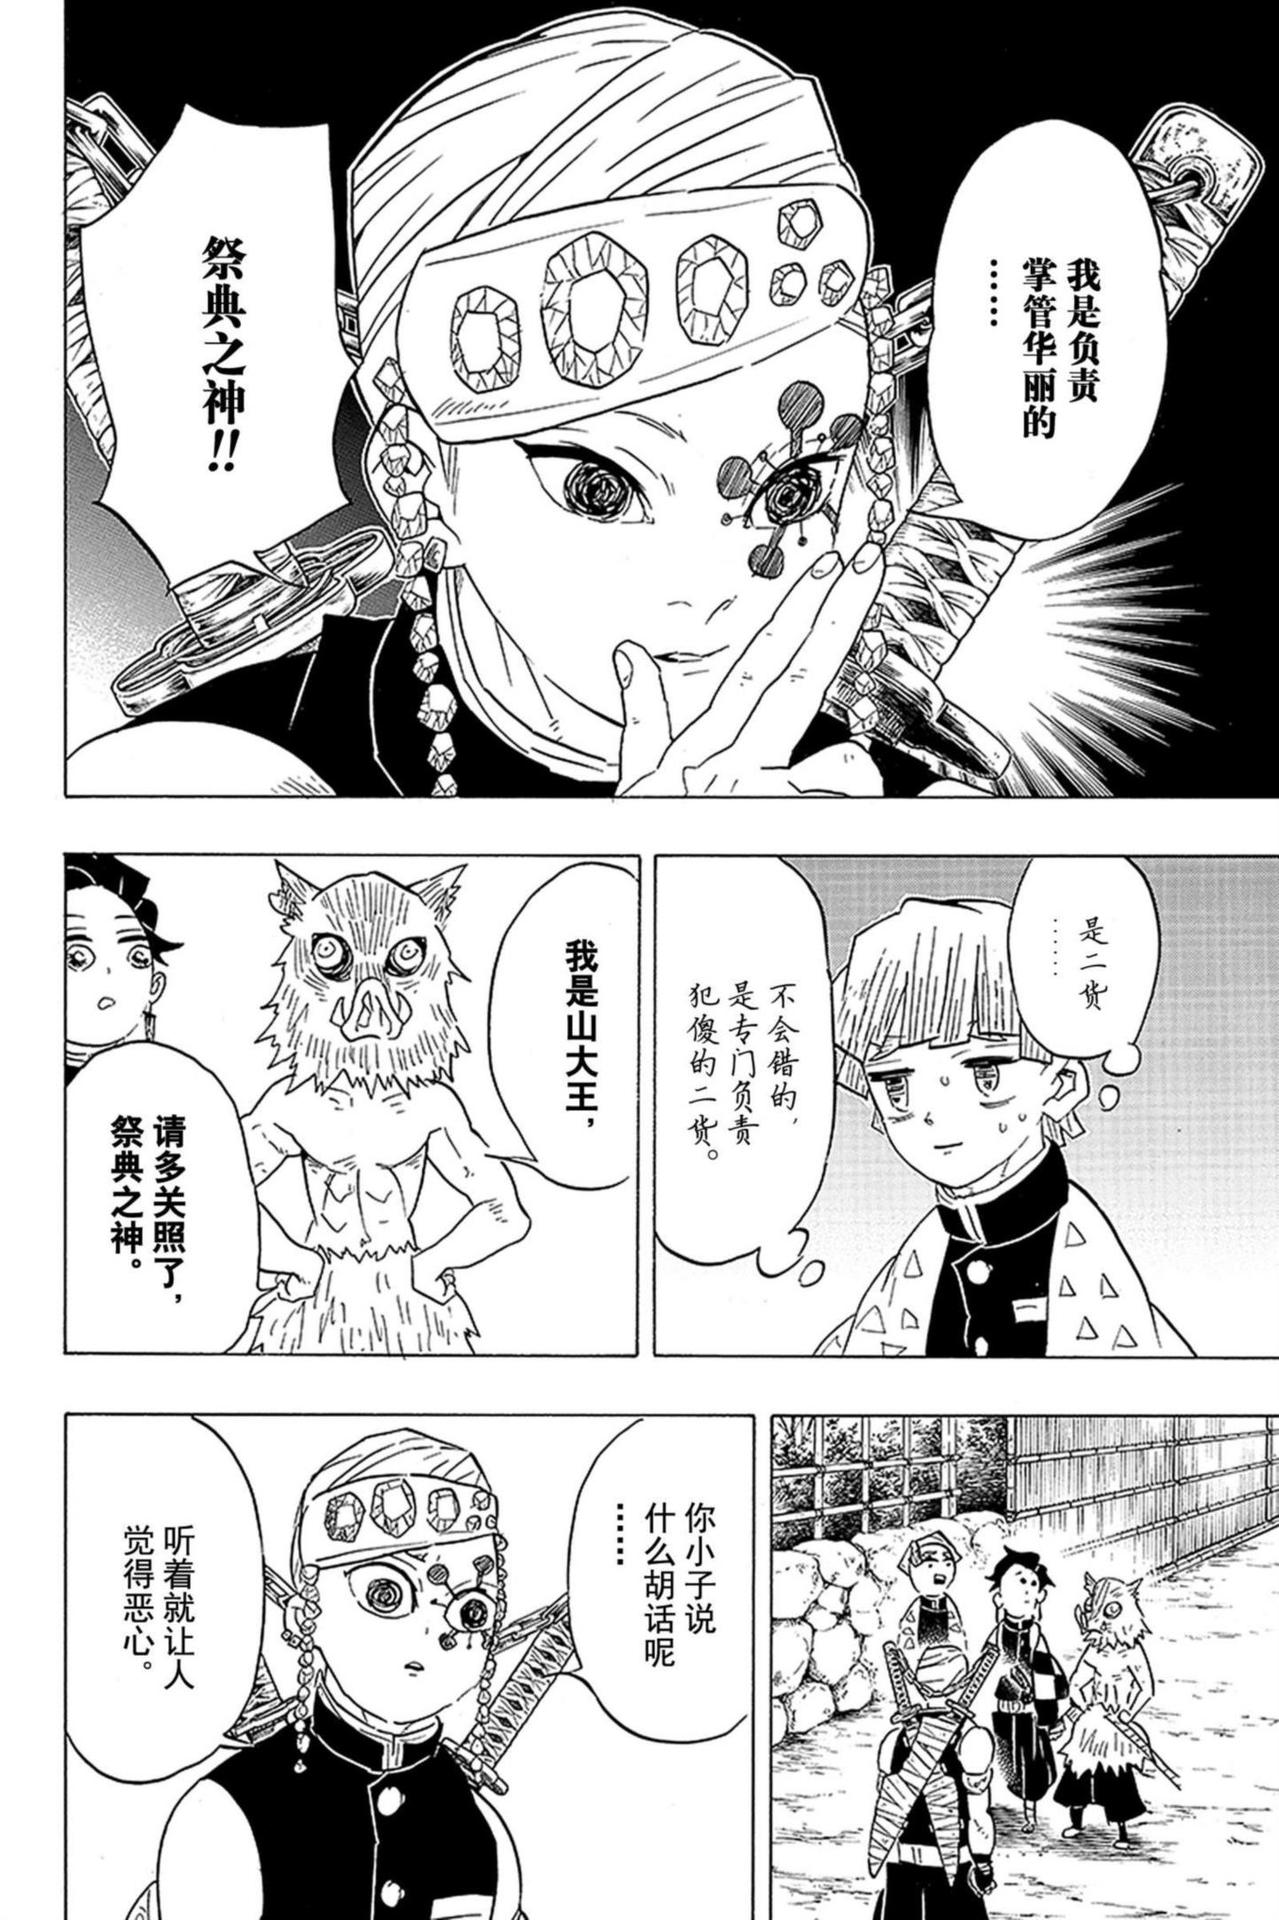 我是负责
掌管华丽的
……
祭典之神!!
是二货
……
不会错的，
是专门负责
犯傻的二货。
我是山大王，
请多关照了，
祭典之神。
你小子说
什么胡话呢
……
听着就让人
觉得恶心。